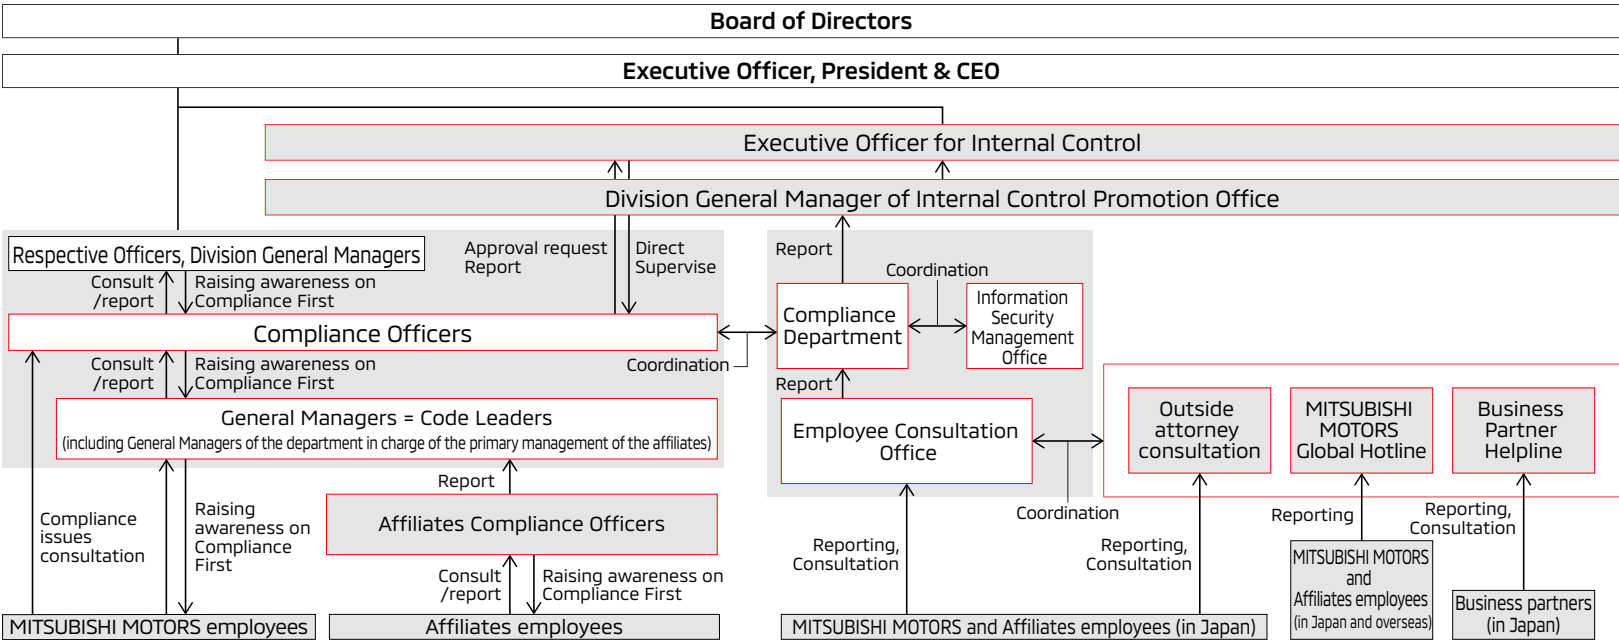 Board of Directors
Executive Officer, President & CEO
Executive Officer for Internal Control
Division General Manager of Internal Control Promotion Office
Respective Officers, Division General Managers
Consult
/report
Raising awareness on
Compliance First
Approval request
Report
Direct
Supervise
Compliance Officers
Consult
/report
Raising awareness on
Compliance First
Coordination
General Managers = Code Leaders
(including General Managers of the department in charge of the primary management of the affiliates)
Report
Affiliates Compliance Officers
Compliance
issues
consultation
Raising
awareness on
Compliance
First
Consult
/report
Raising awareness on
Compliance First
MITSUBISHI MOTORS employees
Affiliates employees
Report
Coordination
Compliance
Department
Information
Security
Management
Office
Report
Employee Consultation
Office
Coordination
Outside
attorney
consultation
MITSUBISHI
MOTORS
Global Hotline
Business
Partner
Helpline
Reporting,
Consultation
Reporting,
Consultation
Reporting
Reporting,
Consultation
MITSUBISHI MOTORS and Affiliates employees (in Japan)
MITSUBISHI MOTORS
and
Affiliates employees
(in Japan and overseas)
Business partners
(in Japan)